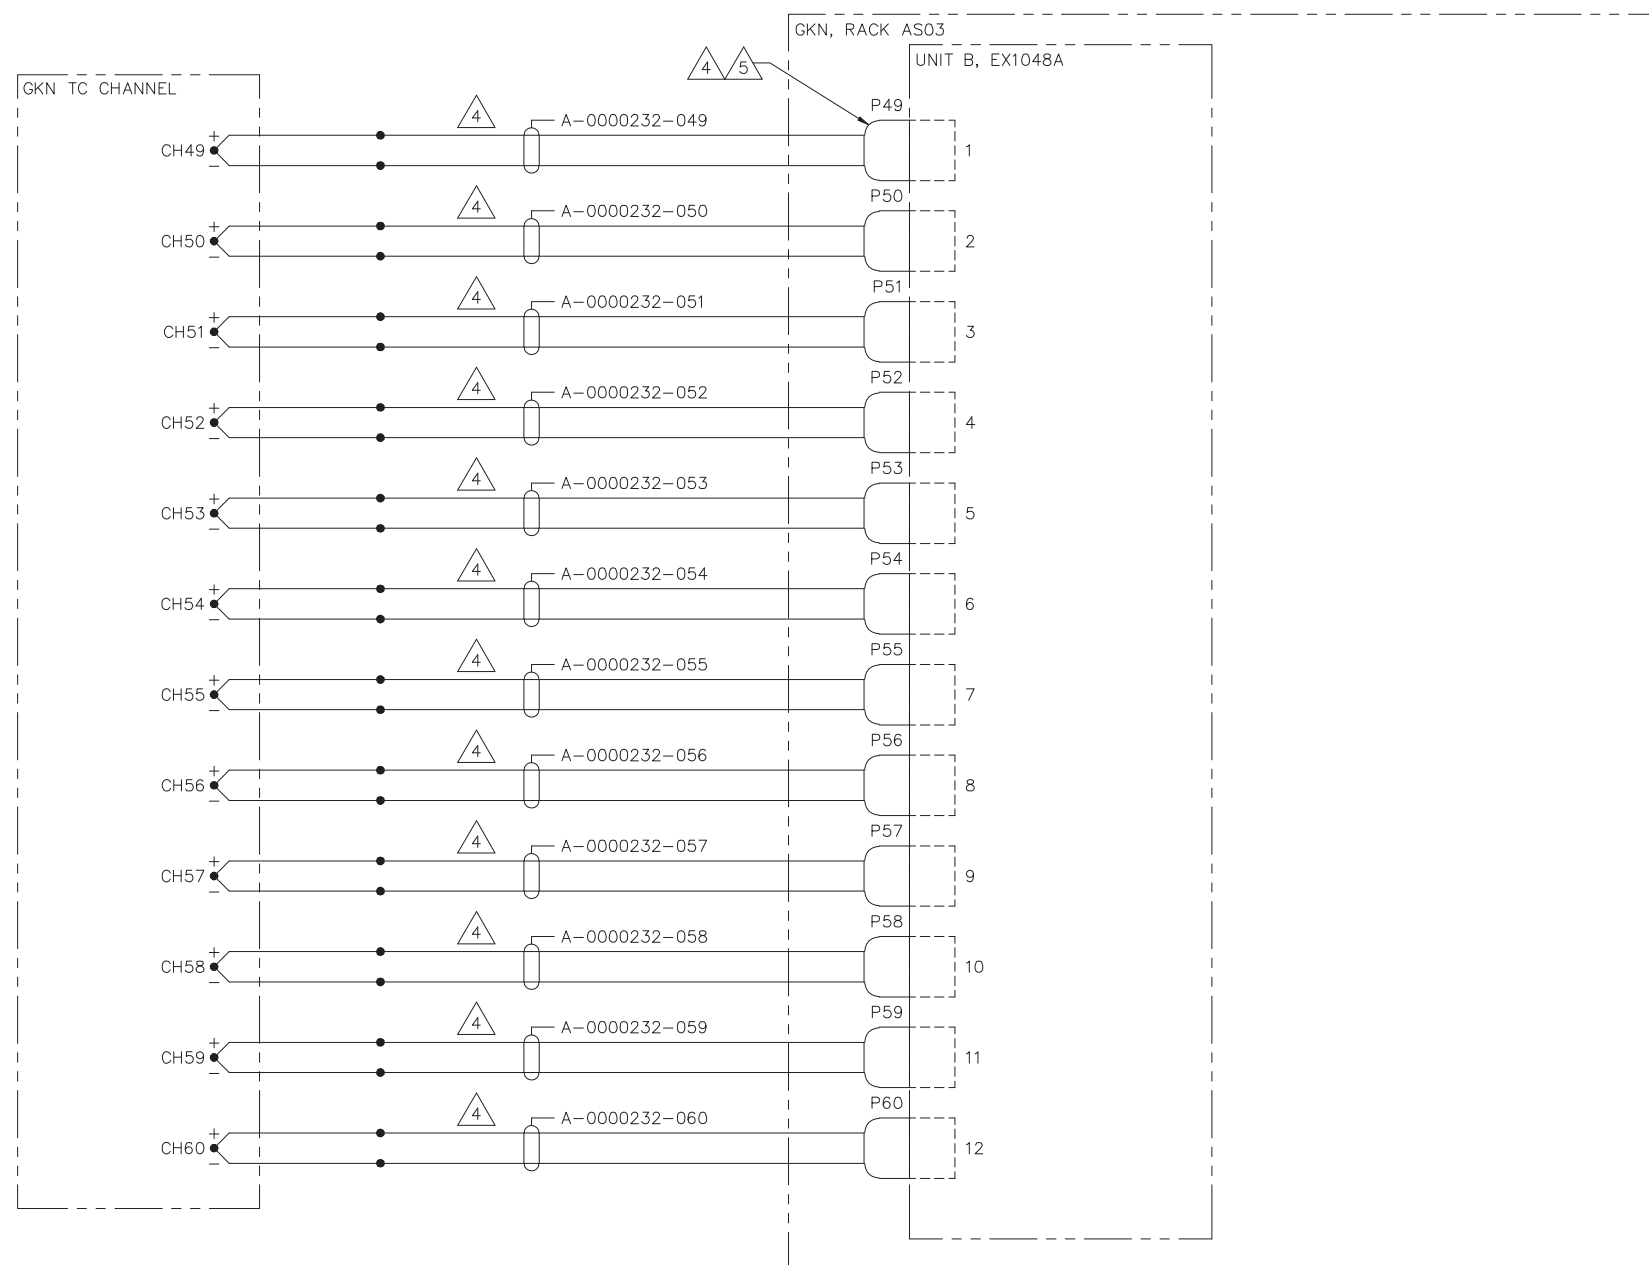 GKN, RACK AS03
UNIT B, EX1048A
4 5
GKN TC CHANNEL
P49
4 A-0000232-049
+
CH49 1
−
P50
4 A-0000232-050
+
CH50 2
−
P51
4 A-0000232-051
+
CH51 3
−
P52
4 A-0000232-052
+
CH52 4
−
P53
4 A-0000232-053
+
CH53 5
−
P54
4 A-0000232-054
+
CH54 6
−
P55
4 A-0000232-055
+
CH55 7
−
P56
4 A-0000232-056
+
CH56 8
−
P57
4 A-0000232-057
+
CH57 9
−
P58
4 A-0000232-058
+
CH58 10
−
P59
4 A-0000232-059
+
CH59 11
−
P60
4 A-0000232-060
+
CH60 12
−